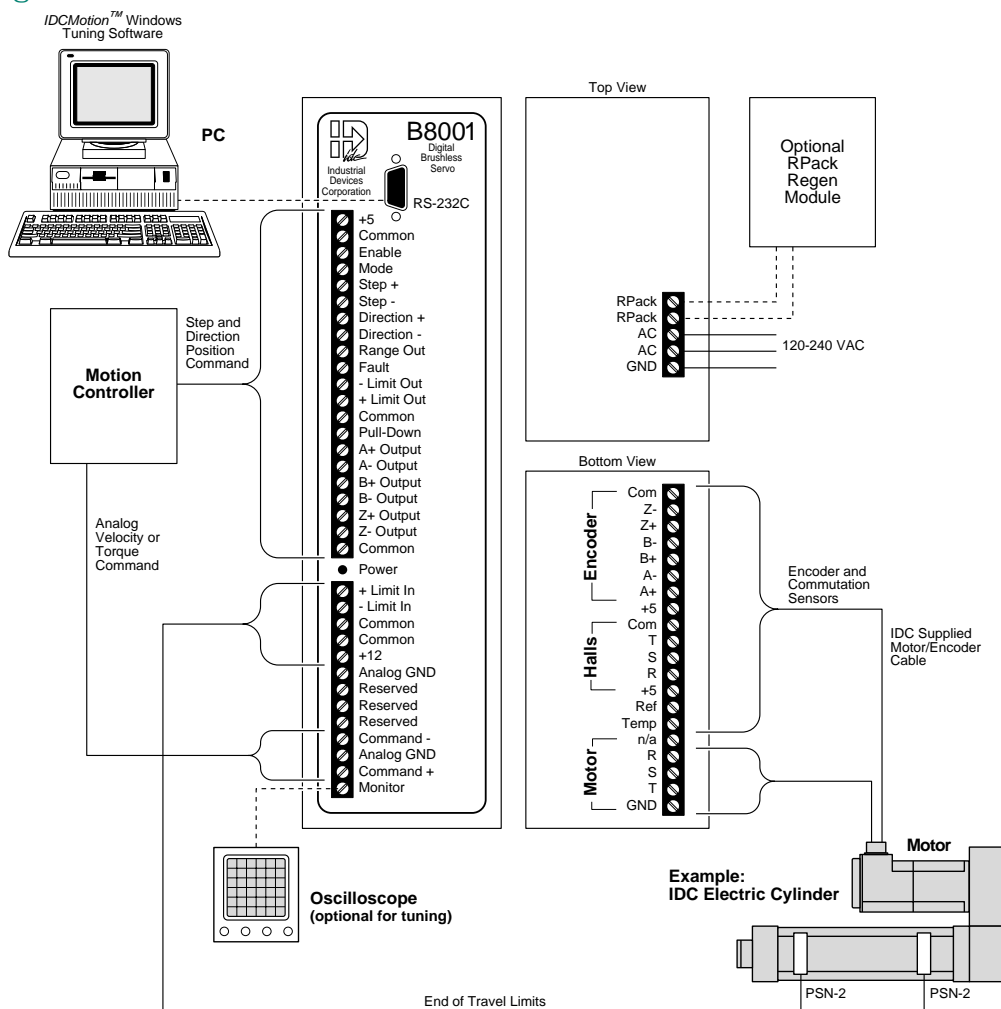 IDCMotion™ Windows
Tuning Software
PC
B8001
Digital
Brushless
Servo
idc
Industrial
Devices
Corporation
RS-232C
+5
Common
Enable
Mode
Step +
Step -
Direction +
Direction -
Range Out
Fault
- Limit Out
+ Limit Out
Common
Pull-Down
A+ Output
A- Output
B+ Output
B- Output
Z+ Output
Z- Output
Common
Power
+ Limit In
- Limit In
Common
Common
+12
Analog GND
Reserved
Reserved
Reserved
Command -
Analog GND
Command +
Monitor
Motion
Controller
Step and
Direction
Position
Command
Analog
Velocity or
Torque
Command
Oscilloscope
(optional for tuning)
Top View
RPack
RPack
AC
AC
GND
120-240 VAC
Optional
RPack
Regen
Module
Bottom View
Encoder
Com
Z-
Z+
B-
B+
A-
A+
+5
Halls
Com
T
S
R
+5
Ref
Temp
Motor
n/a
R
S
T
GND
Encoder and
Commutation
Sensors
IDC Supplied
Motor/Encoder
Cable
Motor
Example:
IDC Electric Cylinder
PSN-2
PSN-2
End of Travel Limits